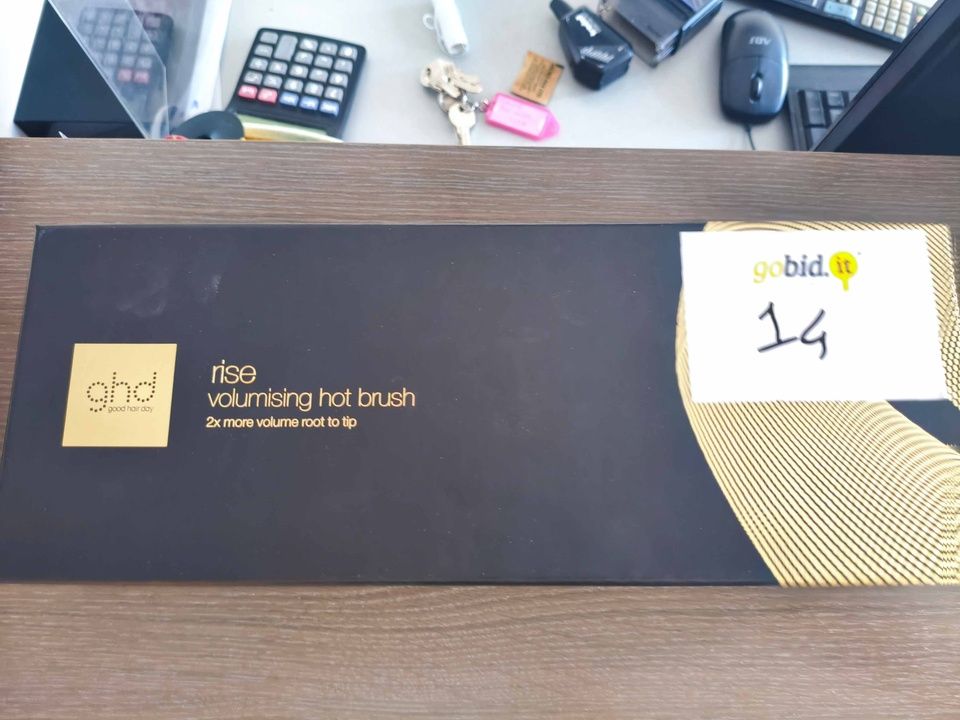 gobid.it
14
ghd
good hair day
rise
volumising hot brush
2x more volume root to tip